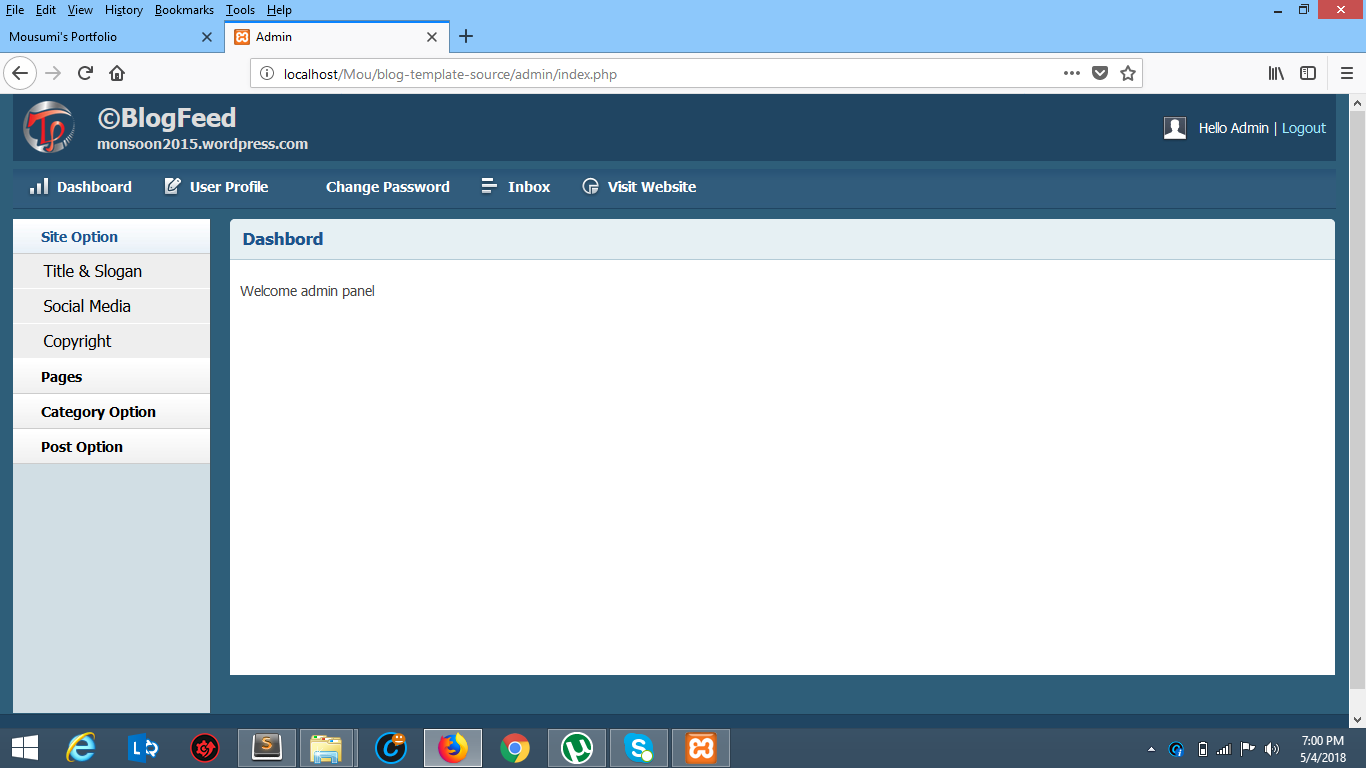 File Edit View History Bookmarks Tools Help
Mousumi's Portfolio Admin
localhost/Mou/blog-template-source/admin/index.php
©BlogFeed
monsoon2015.wordpress.com
Hello Admin | Logout
Dashboard User Profile Change Password Inbox Visit Website
Site Option
Title & Slogan
Social Media
Copyright
Pages
Category Option
Post Option
Dashbord
Welcome admin panel
7:00 PM
5/4/2018